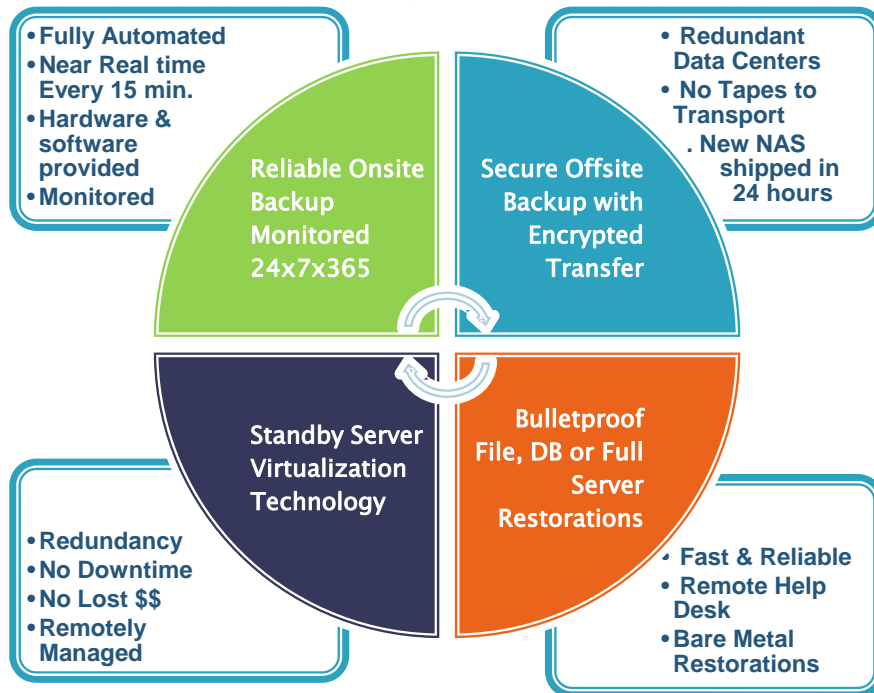 • Fully Automated
• Near Real time
Every 15 min.
• Hardware &
software
provided
• Monitored
• Redundant
Data Centers
• No Tapes to
Transport
. New NAS
shipped in
24 hours
Reliable Onsite
Backup
Monitored
24x7x365
Secure Offsite
Backup with
Encrypted
Transfer
Standby Server
Virtualization
Technology
Bulletproof
File, DB or Full
Server
Restorations
• Redundancy
• No Downtime
• No Lost $$
• Remotely
Managed
• Fast & Reliable
• Remote Help
Desk
• Bare Metal
Restorations